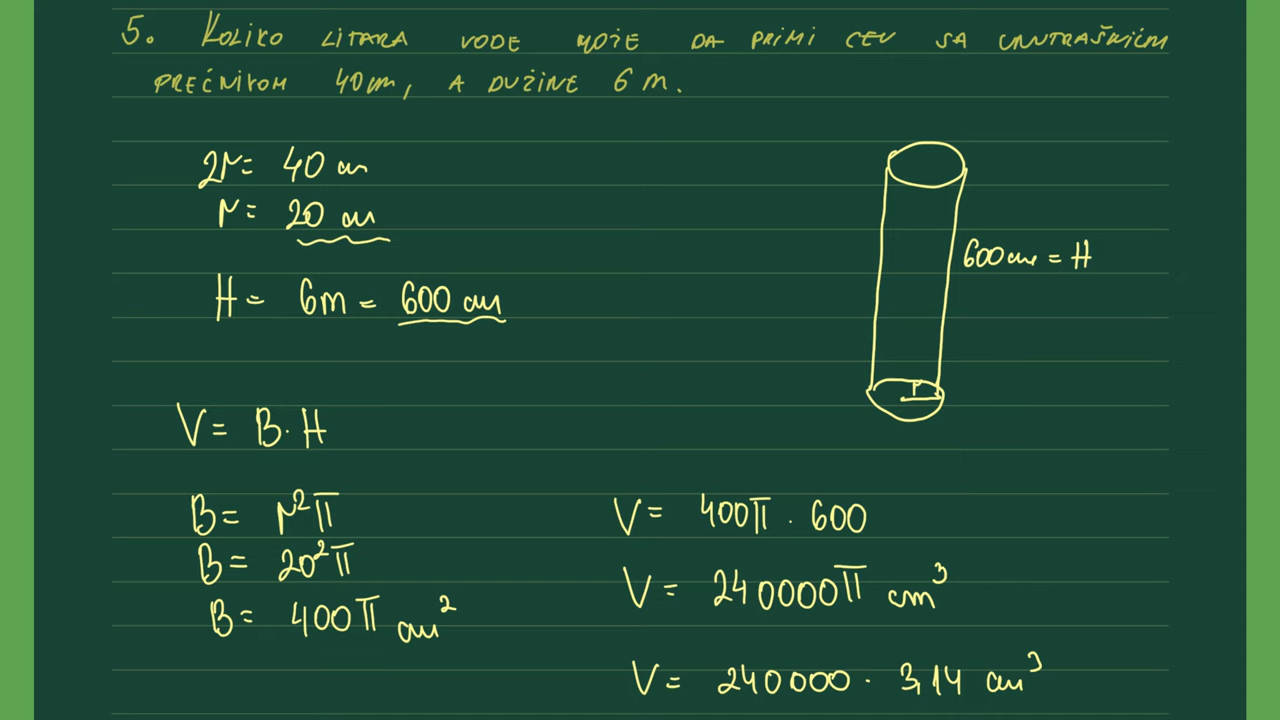 5. KOLIKO LITARA VODE MOŽE DA PRIMI CEV SA UNUTRAŠNJIM
PREČNIKOM 40cm, A DUŽINE 6 m.
2r = 40 cm
r = 20 cm
H = 6m = 600 cm
600cm = H
r
V = B · H
B = r²π
B = 20²π
B = 400π cm²
V = 400π · 600
V = 240000π cm³
V = 240000 · 3,14 cm³